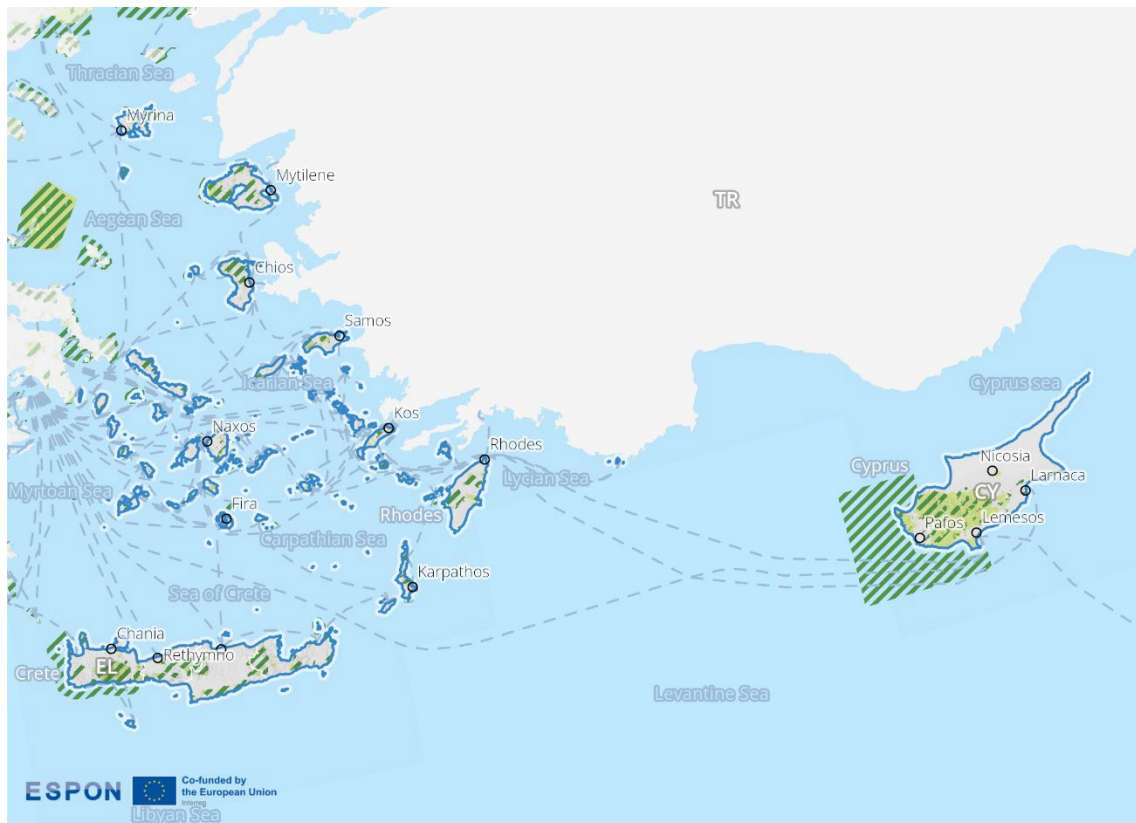 Thracian Sea
Myrina
Mytilene
TR
Aegean Sea
Chios
Samos
Icarian Sea
Cyprus sea
Kos
Naxos
Rhodes
Nicosia
Cyprus
Larnaca
Lycian Sea
Myrtoan Sea
CY
Fira
Rhodes
Pafos
Lemesos
Carpathian Sea
Karpathos
Sea of Crete
Chania
Rethymno
Crete
EL
Levantine Sea
ESPON
Co-funded by
the European Union
Interreg
Libyan Sea